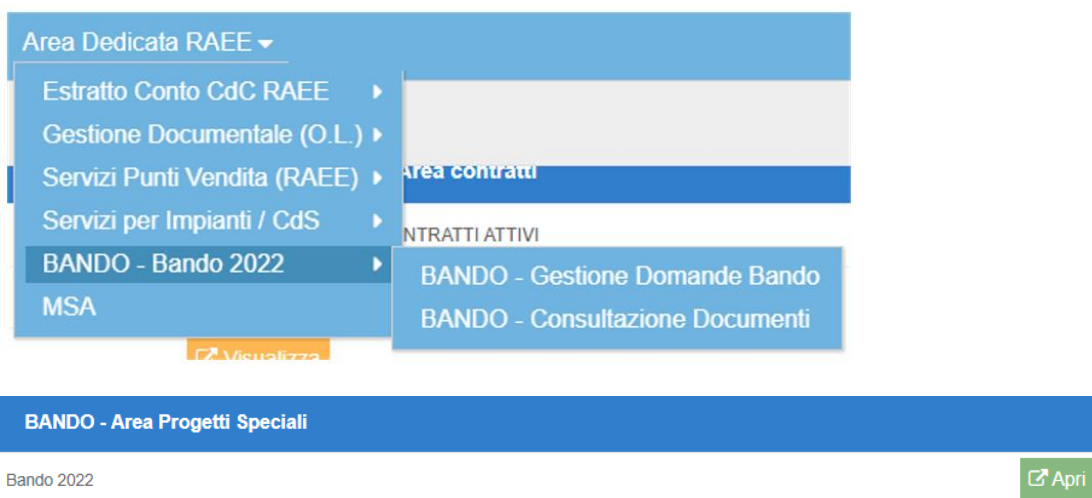 Area Dedicata RAEE
Estratto Conto CdC RAEE
Gestione Documentale (O.L.)
Servizi Punti Vendita (RAEE)
Area contratti
Servizi per Impianti / CdS
NTRATTI ATTIVI
BANDO - Bando 2022
BANDO - Gestione Domande Bando
MSA
BANDO - Consultazione Documenti
Visualizza
BANDO - Area Progetti Speciali
Bando 2022
Apri